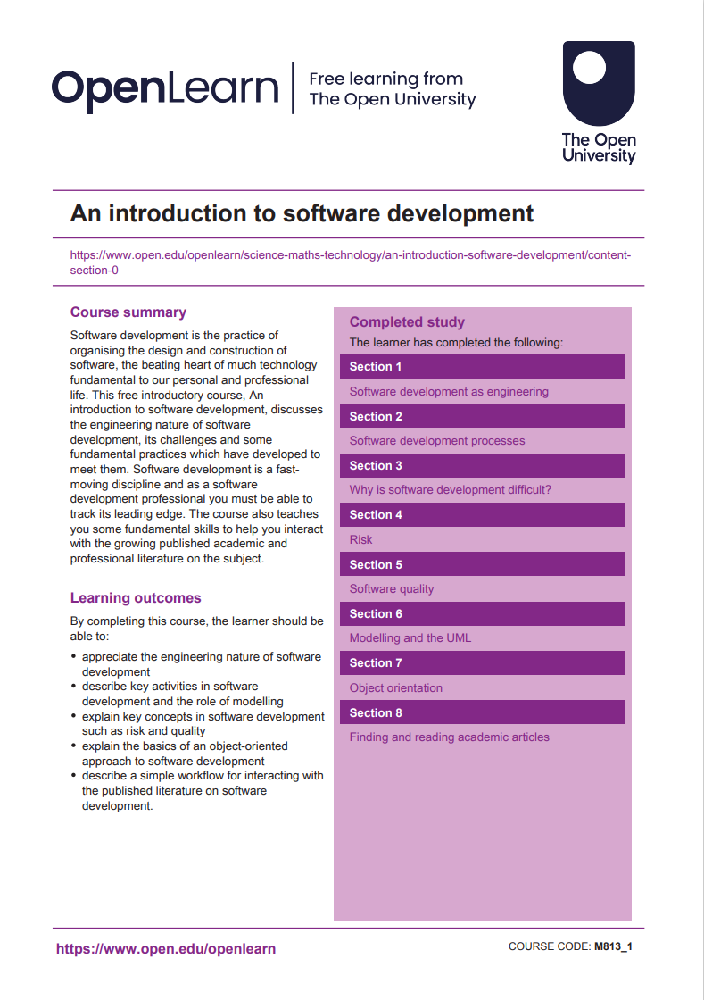 OpenLearn
Free learning from
The Open University
The Open
University
An introduction to software development
https://www.open.edu/openlearn/science-maths-technology/an-introduction-software-development/content-
section-0
Course summary
Software development is the practice of
organising the design and construction of
software, the beating heart of much technology
fundamental to our personal and professional
life. This free introductory course, An
introduction to software development, discusses
the engineering nature of software
development, its challenges and some
fundamental practices which have developed to
meet them. Software development is a fast-
moving discipline and as a software
development professional you must be able to
track its leading edge. The course also teaches
you some fundamental skills to help you interact
with the growing published academic and
professional literature on the subject.
Learning outcomes
By completing this course, the learner should be
able to:
• appreciate the engineering nature of software
development
• describe key activities in software
development and the role of modelling
• explain key concepts in software development
such as risk and quality
• explain the basics of an object-oriented
approach to software development
• describe a simple workflow for interacting with
the published literature on software
development.
Completed study
The learner has completed the following:
Section 1
Software development as engineering
Section 2
Software development processes
Section 3
Why is software development difficult?
Section 4
Risk
Section 5
Software quality
Section 6
Modelling and the UML
Section 7
Object orientation
Section 8
Finding and reading academic articles
https://www.open.edu/openlearn
COURSE CODE: M813_1